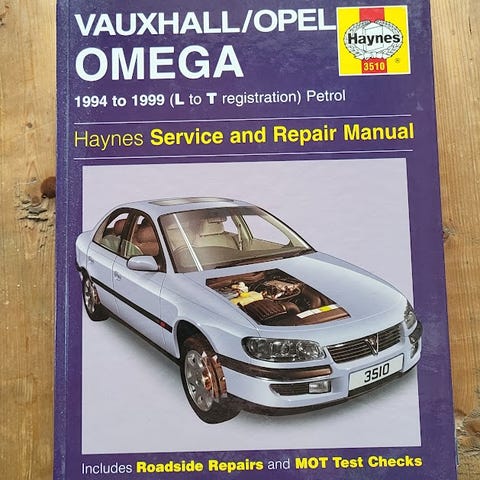 VAUXHALL/OPEL
OMEGA
Haynes
3510
®
1994 to 1999 (L to T registration) Petrol
Haynes Service and Repair Manual
3510
Includes Roadside Repairs and MOT Test Checks